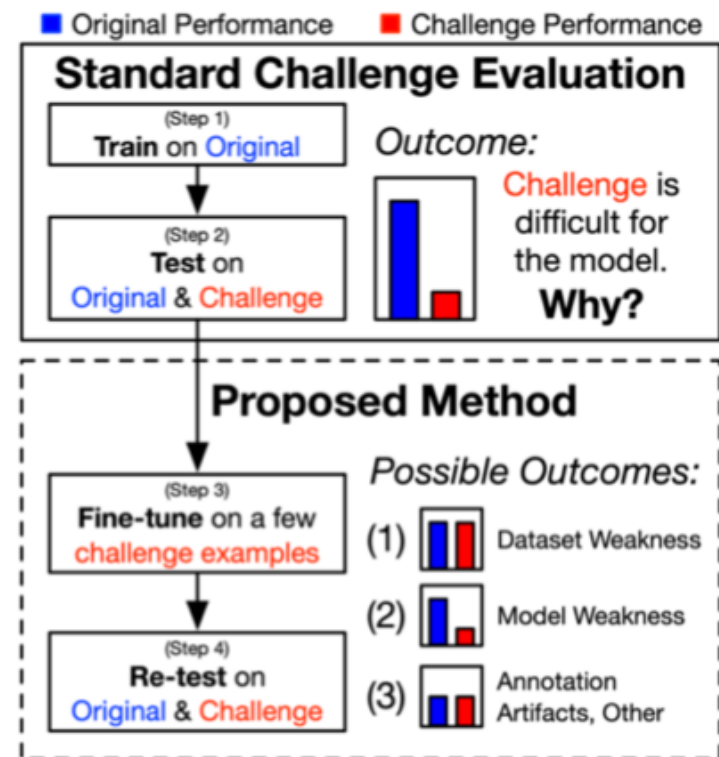 Original Performance Challenge Performance
Standard Challenge Evaluation
(Step 1)
Train on Original
(Step 2)
Test on
Original & Challenge
Outcome:
Challenge is
difficult for
the model.
Why?
Proposed Method
(Step 3)
Fine-tune on a few
challenge examples
(Step 4)
Re-test on
Original & Challenge
Possible Outcomes:
(1) Dataset Weakness
(2) Model Weakness
(3) Annotation
Artifacts, Other